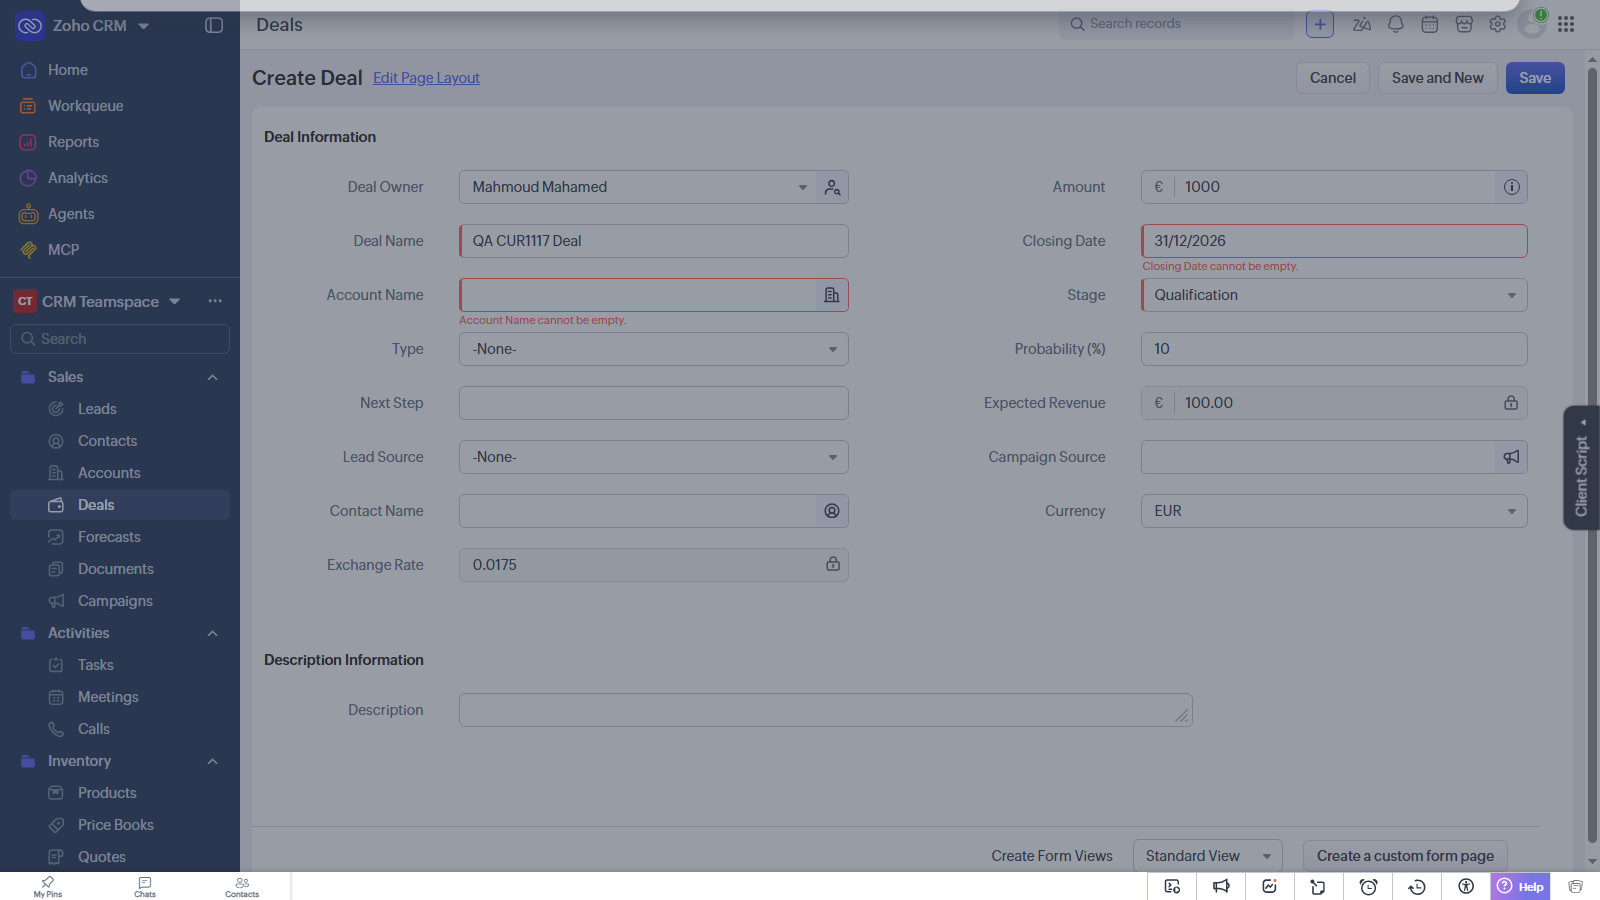 Zoho CRM
Deals
Search records
Home
Workqueue
Reports
Analytics
Agents
MCP
CT CRM Teamspace
Search
Sales
Leads
Contacts
Accounts
Deals
Forecasts
Documents
Campaigns
Activities
Tasks
Meetings
Calls
Inventory
Products
Price Books
Quotes
Create Deal Edit Page Layout
Cancel Save and New Save
Deal Information
Deal Owner Mahmoud Mahamed
Amount € 1000
Deal Name QA CUR1117 Deal
Closing Date 31/12/2026
Closing Date cannot be empty.
Account Name
Account Name cannot be empty.
Stage Qualification
Type -None-
Probability (%) 10
Next Step
Expected Revenue € 100.00
Lead Source -None-
Campaign Source
Contact Name
Currency EUR
Exchange Rate 0.0175
Description Information
Description
Create Form Views Standard View Create a custom form page
Client Script
My Pins Chats Contacts
Help